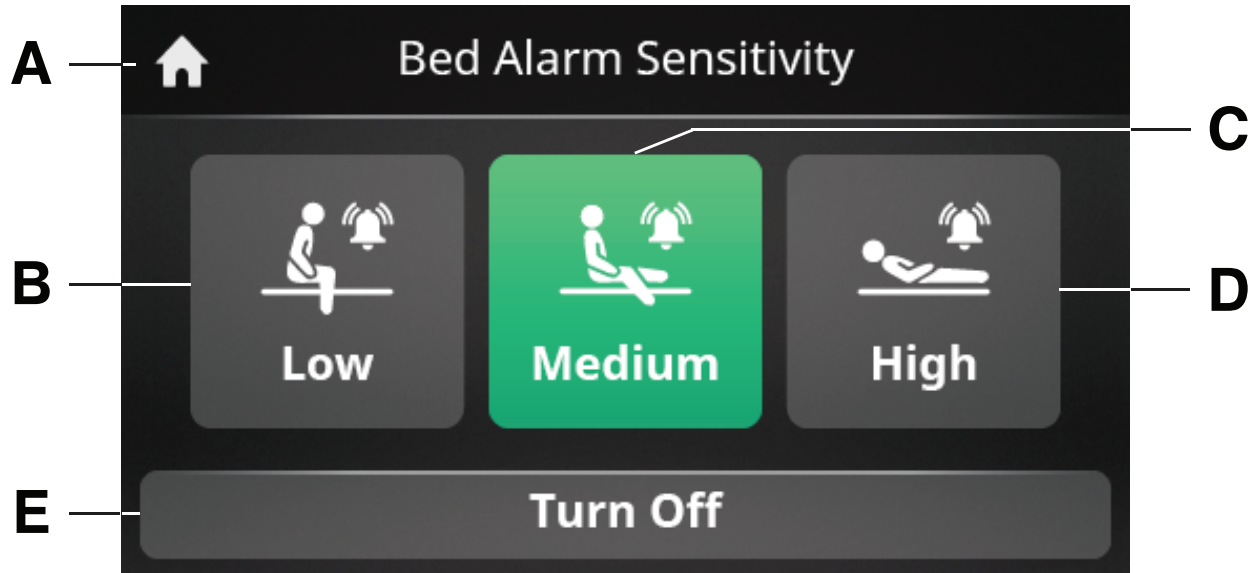 A
Bed Alarm Sensitivity
C
B
D
Low
Medium
High
E
Turn Off